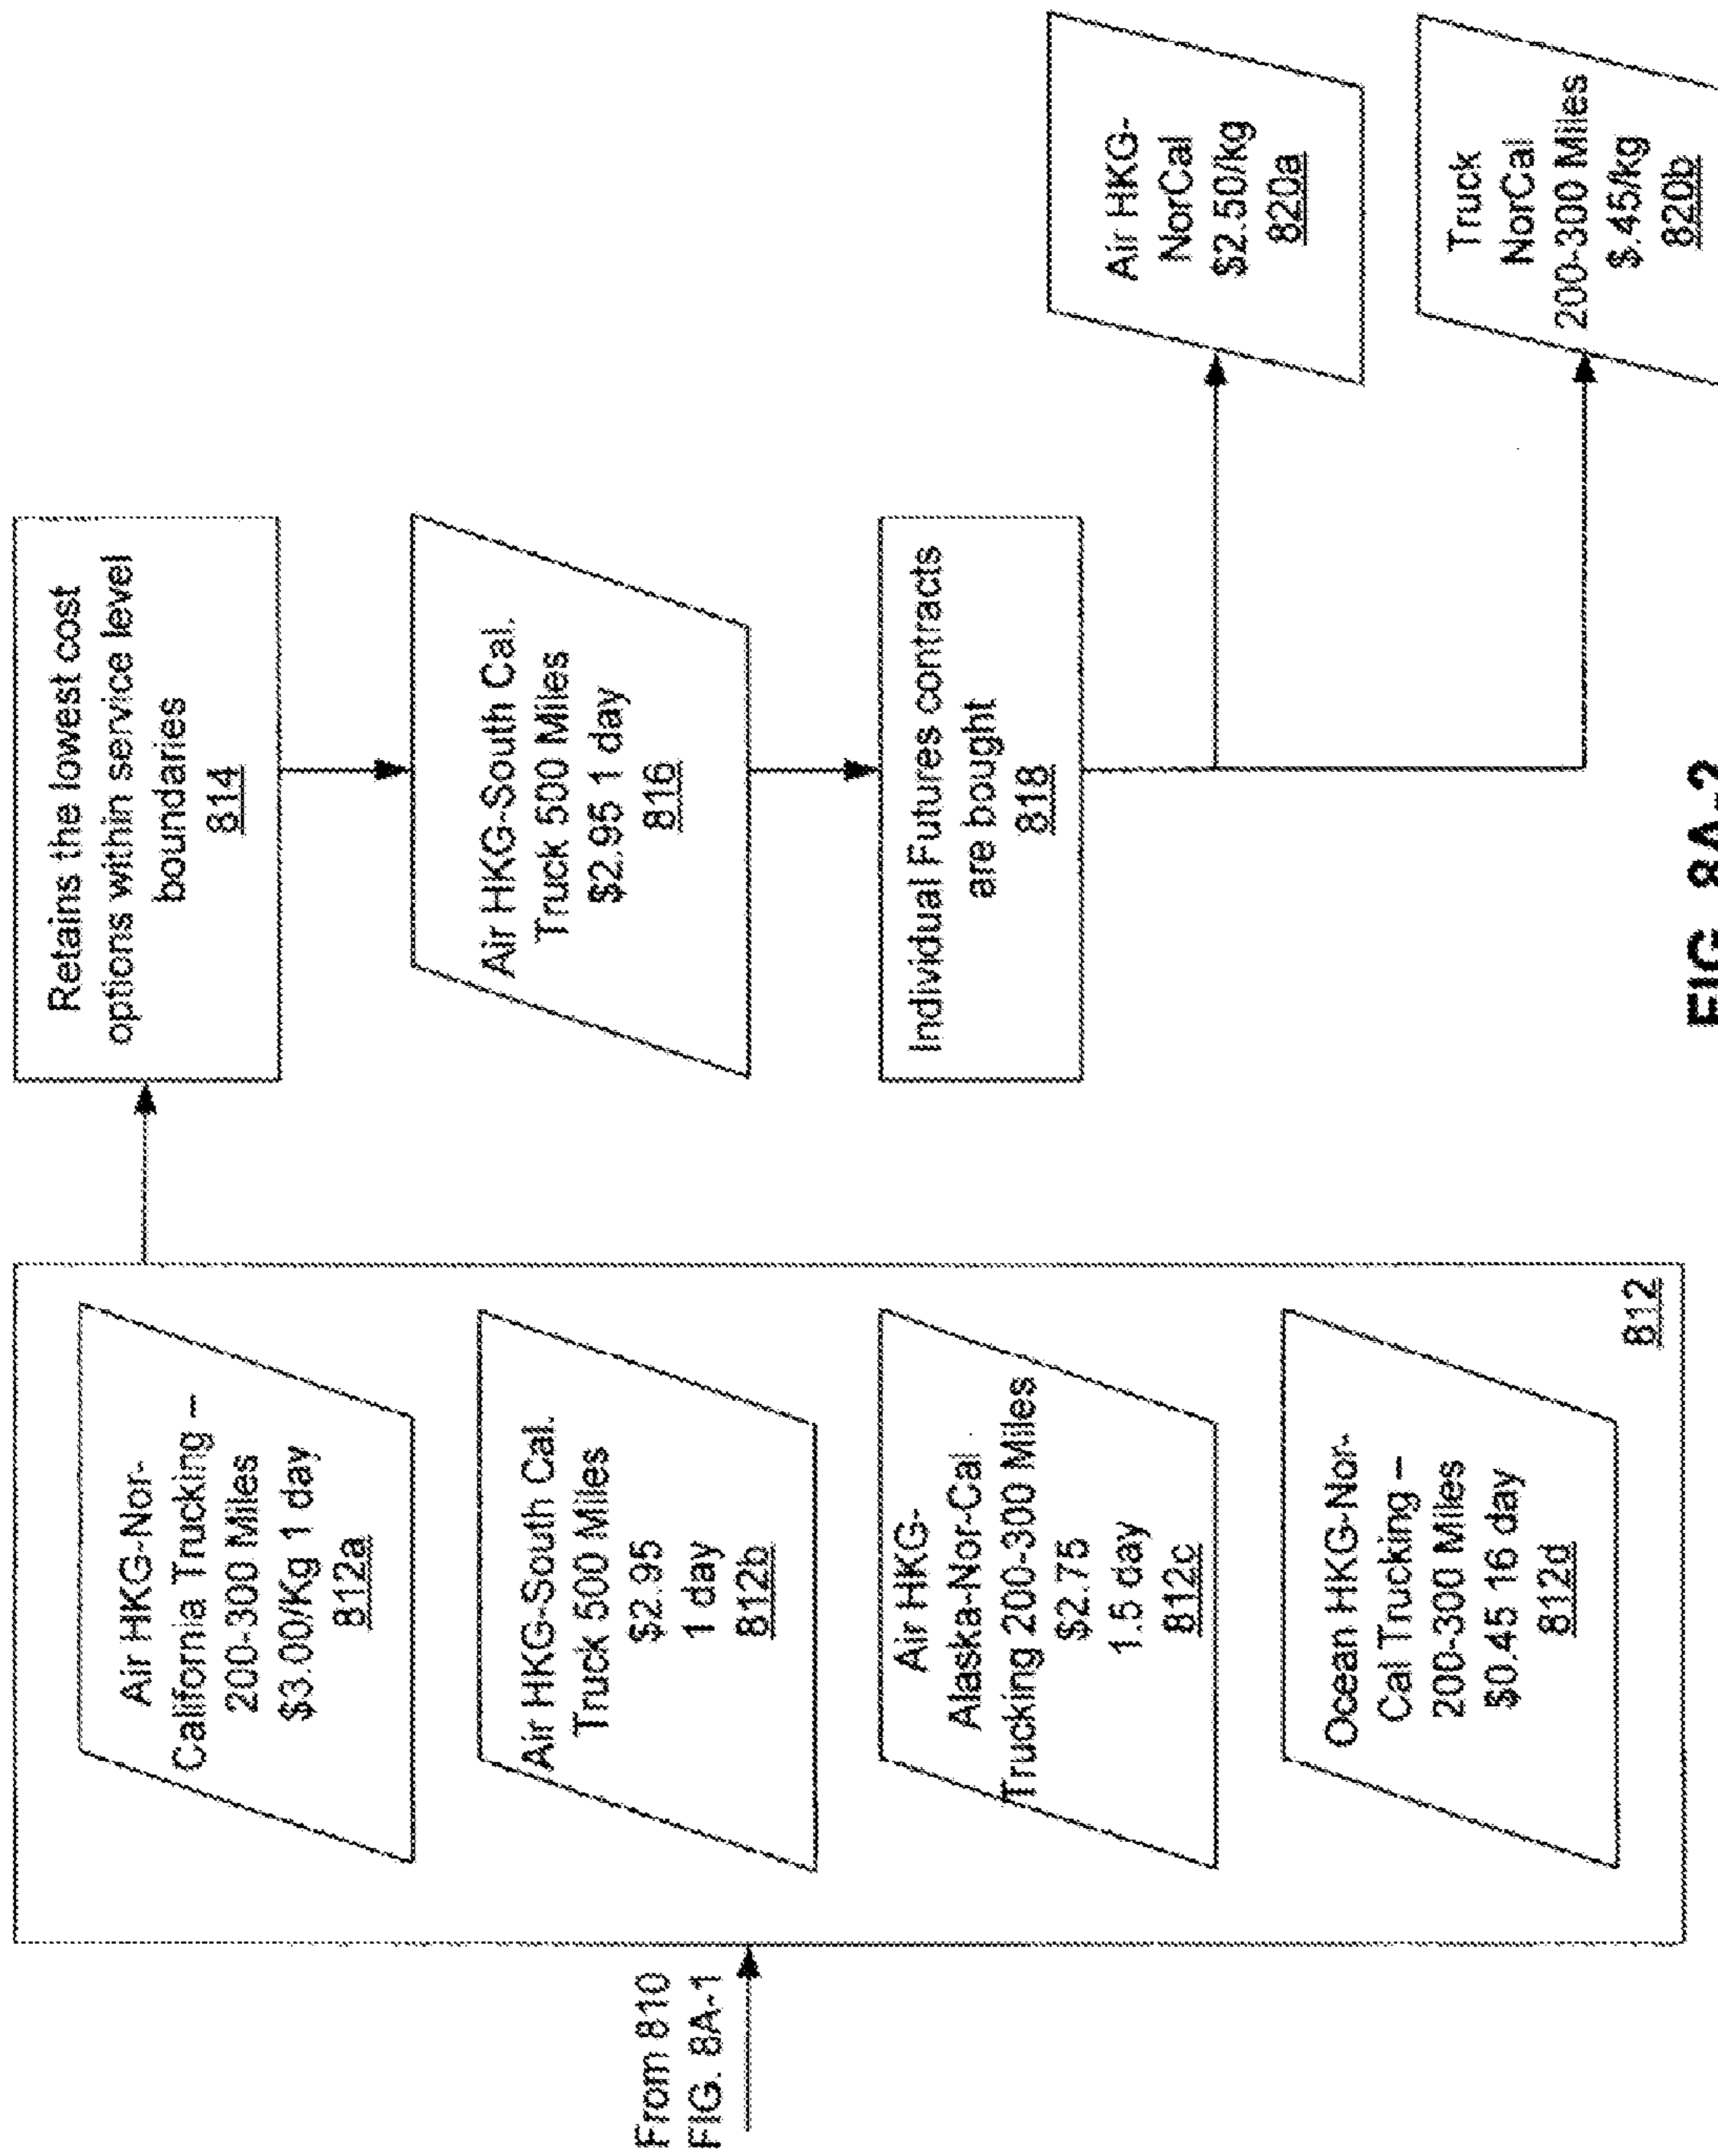 From 810
FIG. 8A-1
Air HKG-Nor-
California Trucking –
200-300 Miles
$3.00/Kg 1 day
812a
Air HKG-South Cal.
Truck 500 Miles
$2.95
1 day
812b
Air HKG-
Alaska-Nor-Cal
Trucking 200-300 Miles
$2.75
1.5 day
812c
Ocean HKG-Nor-
Cal Trucking –
200-300 Miles
$0.45 16 day
812d
812
Retains the lowest cost
options within service level
boundaries
814
Air HKG-South Cal.
Truck 500 Miles
$2.95 1 day
816
Individual Futures contracts
are bought
818
Air HKG-
NorCal
$2.50/kg
820a
Truck
NorCal
200-300 Miles
$.45/kg
820b
FIG. 8A-2